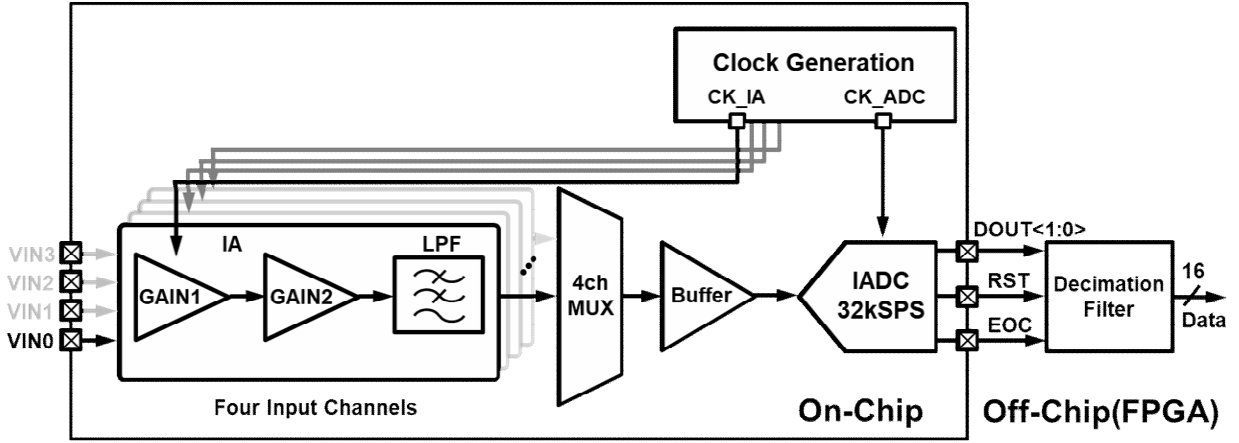 Clock Generation
CK_IA CK_ADC
VIN3
VIN2
VIN1
VIN0
IA
LPF
GAIN1
GAIN2
4ch
MUX
Buffer
IADC
32kSPS
DOUT<1:0>
RST
EOC
Decimation
Filter
16
Data
Four Input Channels
On-Chip
Off-Chip(FPGA)